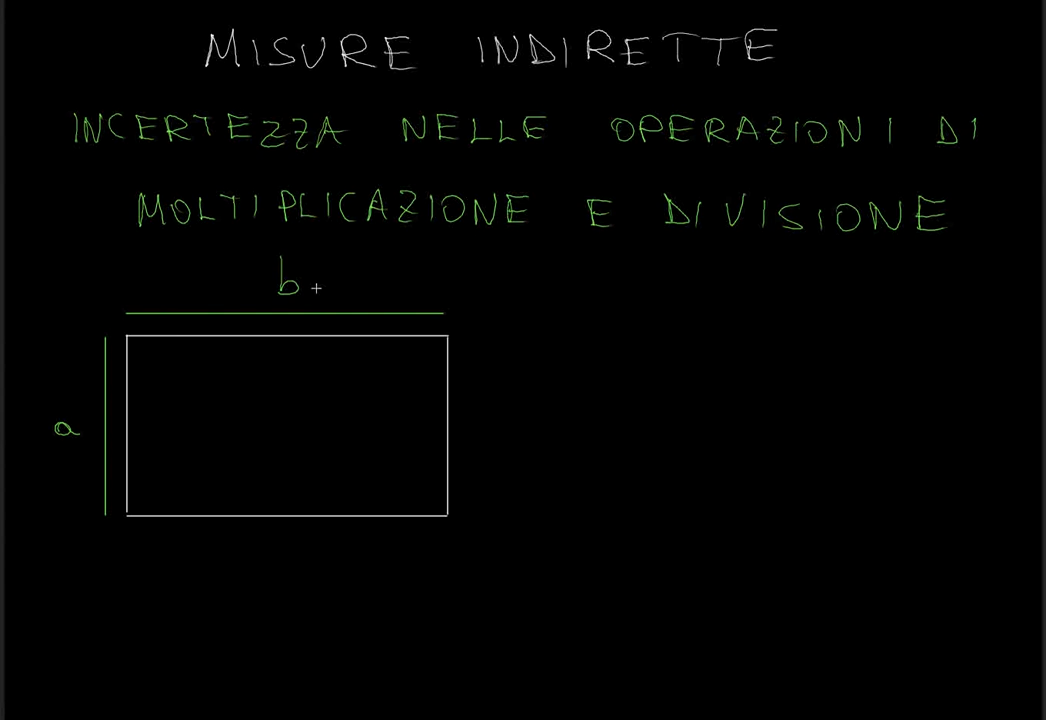 MISURE INDIRETTE
INCERTEZZA NELLE OPERAZIONI DI
MOLTIPLICAZIONE E DIVISIONE
b
a